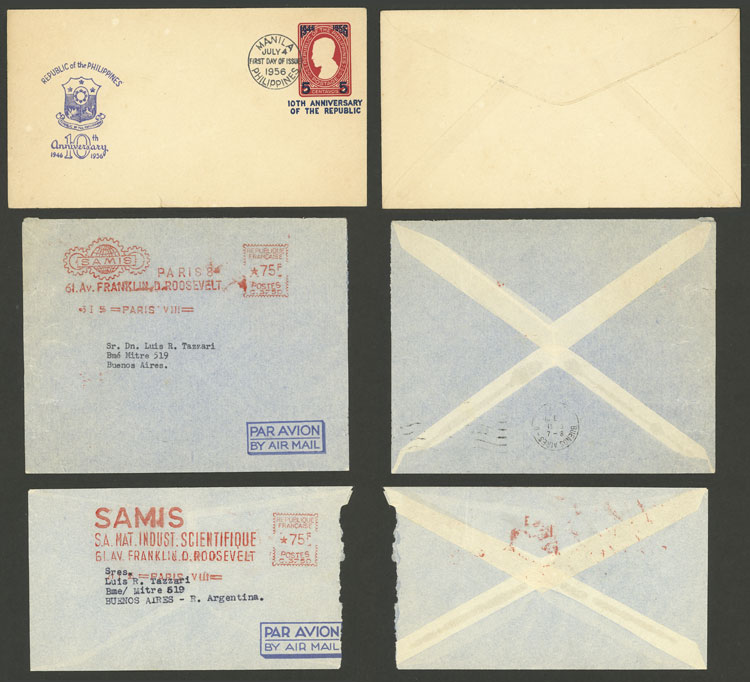 REPUBLIC of the PHILIPPINES
10th
Anniversary
1946 1956
MANILA
JULY 4
FIRST DAY OF ISSUE
1956
PHILIPPINES
1946 1956
5 5
10TH ANNIVERSARY
OF THE REPUBLIC
SAMIS
PARIS 8e
61. Av. FRANKLIN. D. ROOSEVELT
PARIS VIII
REPUBLIQUE
FRANÇAISE
★75F
POSTES
Sr. Dn. Luis R. Tazzari
Bmé Mitre 519
Buenos Aires.
PAR AVION
BY AIR MAIL
BUENOS AIRES
SAMIS
S.A. MAT. INDUST. SCIENTIFIQUE
61. AV. FRANKLIN. D. ROOSEVELT
PARIS VIII
REPUBLIQUE
FRANÇAISE
★75F
POSTES
Sres.
Luis R. Tazzari
Bme/ Mitre 519
BUENOS AIRES - R. Argentina.
PAR AVION
BY AIR MAIL